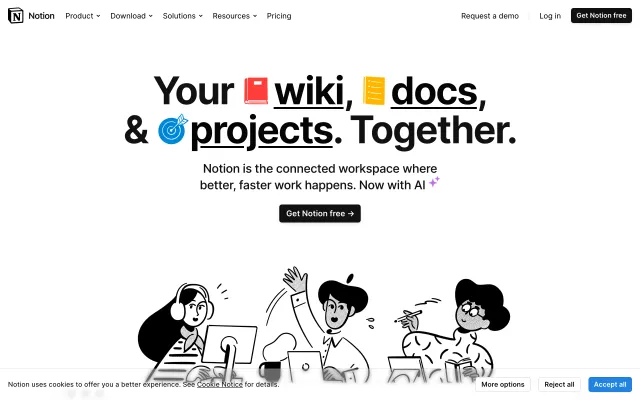 Notion
Product
Download
Solutions
Resources
Pricing
Request a demo
Log in
Get Notion free
Your wiki, docs,
& projects. Together.
Notion is the connected workspace where
better, faster work happens. Now with AI
Get Notion free →
Notion uses cookies to offer you a better experience. See Cookie Notice for details.
More options
Reject all
Accept all